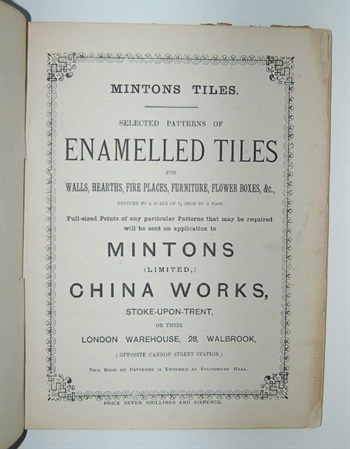 MINTONS TILES.
SELECTED PATTERNS OF
ENAMELLED TILES
FOR
WALLS, HEARTHS, FIRE PLACES, FURNITURE, FLOWER BOXES, &c.,
REDUCED TO A SCALE OF 1½ INCH TO A FOOT.
Full-sized Prints of any particular Patterns that may be required
will be sent on application to
MINTONS
(LIMITED,)
CHINA WORKS,
STOKE-UPON-TRENT,
OR THEIR
LONDON WAREHOUSE, 28, WALBROOK,
(OPPOSITE CANNON STREET STATION.)
THIS BOOK OF PATTERNS IS ENTERED AT STATIONERS' HALL.
PRICE SEVEN SHILLINGS AND SIXPENCE.